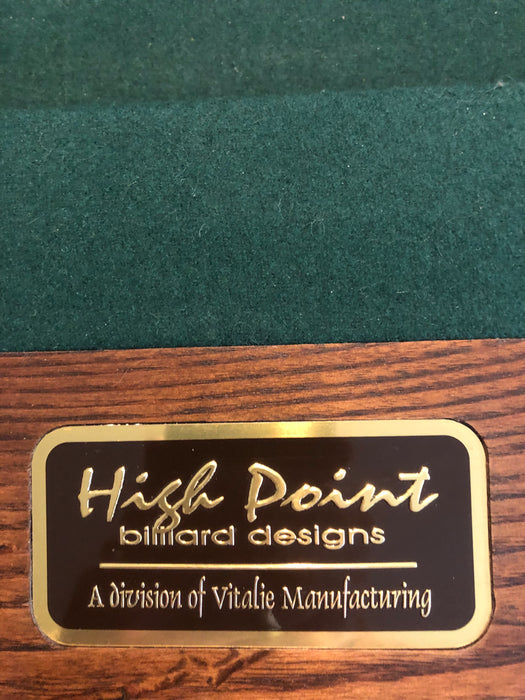 High Point
billiard designs
A division of Vitalie Manufacturing